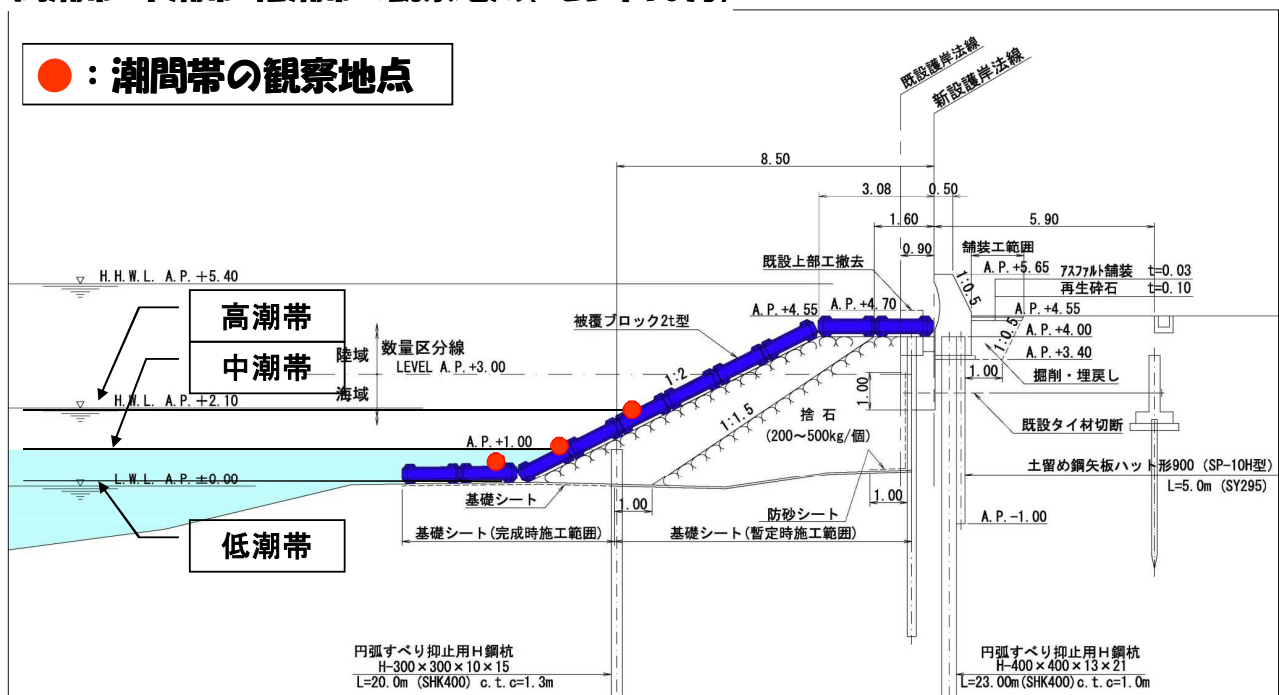 ●：潮間帯の観察地点
既設護岸法線
新設護岸法線
8.50
3.08
0.50
1.60
5.90
0.90
舗装工範囲
既設上部工撤去
A.P.+5.65
アスファルト舗装 t=0.03
再生砕石 t=0.10
1:0.5
H.H.W.L. A.P.+5.40
高潮帯
A.P.+4.55
A.P.+4.70
A.P.+4.55
被覆ブロック2t型
A.P.+4.00
1:0.5
中潮帯
陸域
数量区分線
LEVEL A.P.+3.00
海域
A.P.+3.40
1:2
1.00
1.00
掘削・埋戻し
H.W.L. A.P.+2.10
1:1.5
捨石
(200～500kg/個)
既設タイ材切断
A.P.+1.00
土留め鋼矢板ハット形900 (SP-10H型)
L=5.0m (SY295)
L.W.L. A.P.±0.00
基礎シート
1.00
1.00
防砂シート
A.P.-1.00
低潮帯
基礎シート(完成時施工範囲)
基礎シート(暫定時施工範囲)
円弧すべり抑止用H鋼杭
H-300×300×10×15
L=20.0m (SHK400) c.t.c=1.3m
円弧すべり抑止用H鋼杭
H-400×400×13×21
L=23.00m(SHK400)c.t.c=1.0m